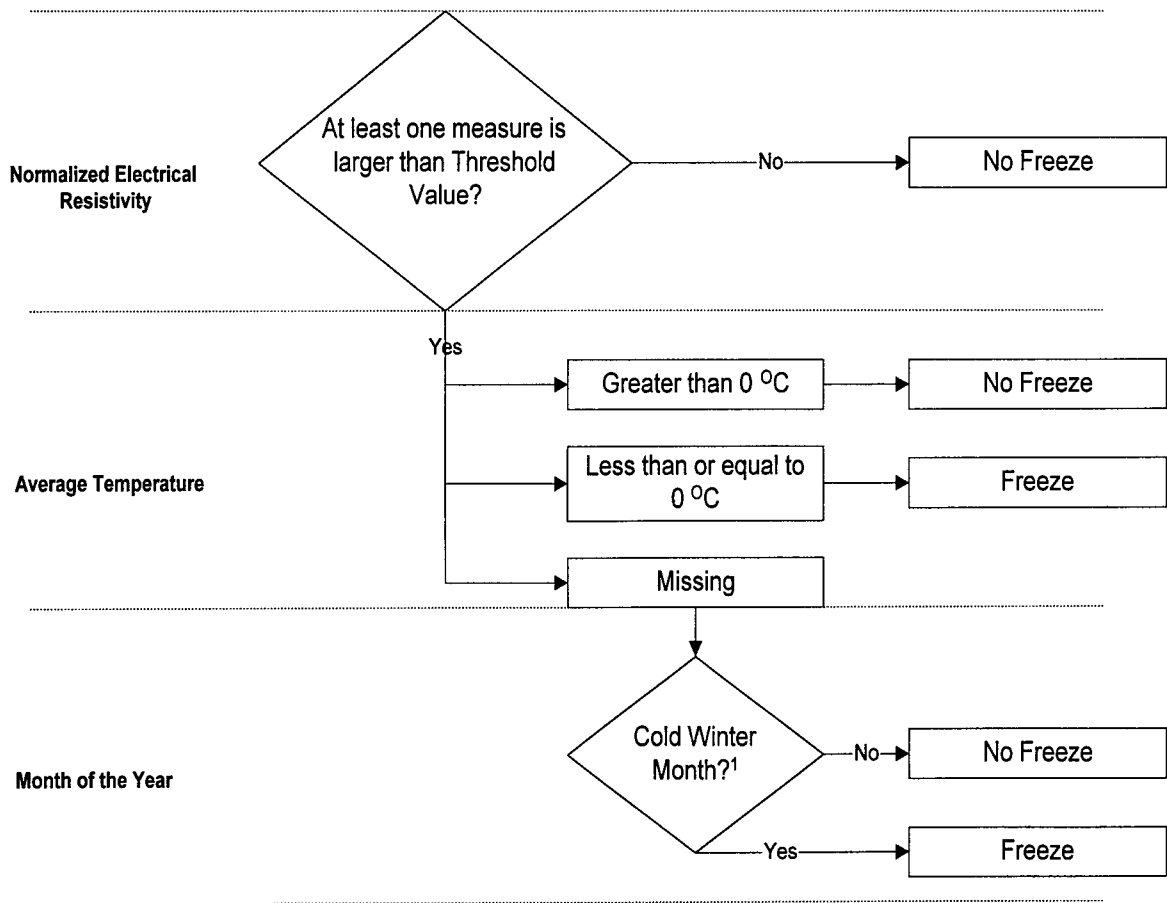 At least one measure is
larger than Threshold
Value?
Normalized Electrical
Resistivity
No
No Freeze
Yes
Greater than 0 ᴼC
No Freeze
Average Temperature
Less than or equal to
0 ᴼC
Freeze
Missing
Month of the Year
Cold Winter
Month?¹
No
No Freeze
Yes
Freeze